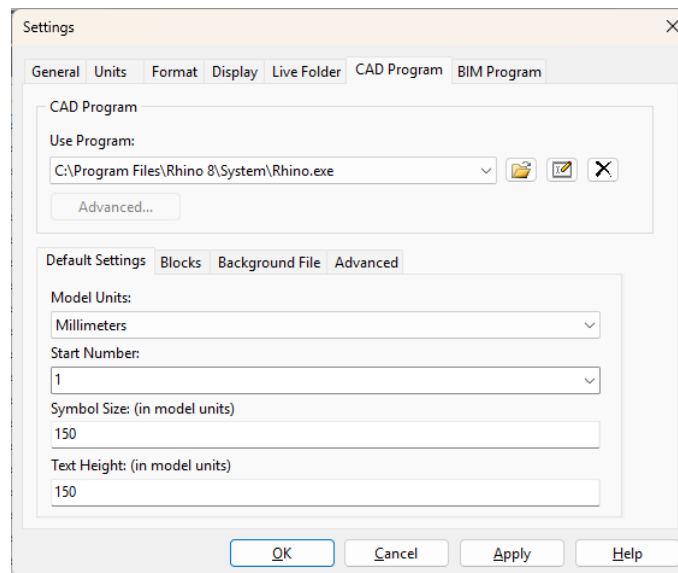 Settings
General Units Format Display Live Folder CAD Program BIM Program
CAD Program
Use Program:
C:\Program Files\Rhino 8\System\Rhino.exe
Advanced...
Default Settings Blocks Background File Advanced
Model Units:
Millimeters
Start Number:
1
Symbol Size: (in model units)
150
Text Height: (in model units)
150
OK Cancel Apply Help